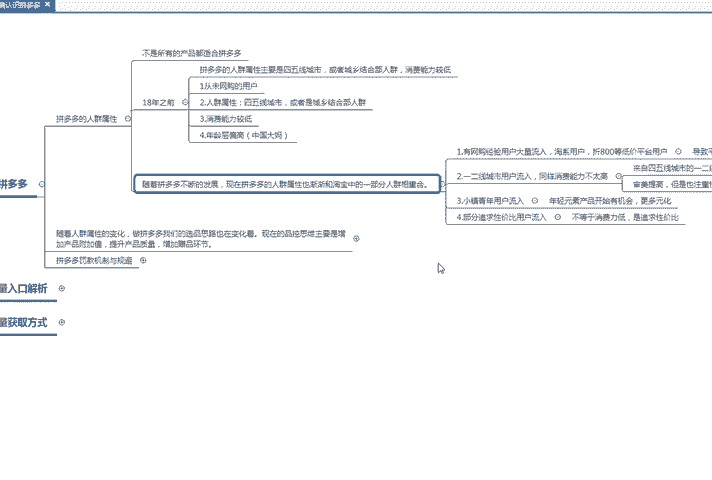 确认识拼多多
不是所有的产品都适合拼多多
拼多多的人群属性主要是四五线城市，或者城乡结合部人群，消费能力较低
1从未网购的用户
18年之前
2.人群属性：四五线城市，或者是城乡结合部人群
拼多多的人群属性
3.消费能力较低
4.年龄层偏高（中国大妈）
1.有网购经验用户大量流入，淘系用户，折800等低价平台用户
导致
来自四五线城市的一二
2.一二线城市用户流入，同样消费能力不太高
拼多多
随着拼多多不断的发展，现在拼多多的人群属性也渐渐和淘宝中的一部分人群相重合。
审美提高，但是也注重
3.小镇青年用户流入
年轻元素产品开始有机会，更多元化
4.部分追求性价比用户流入
不等于消费力低，是追求性价比
随着人群属性的变化，做拼多多我们的选品思路也在变化着。现在的品控思维主要是增
加产品附加值，提升产品质量，增加赠品环节。
拼多多罚款机制与规避
量入口解析
量获取方式